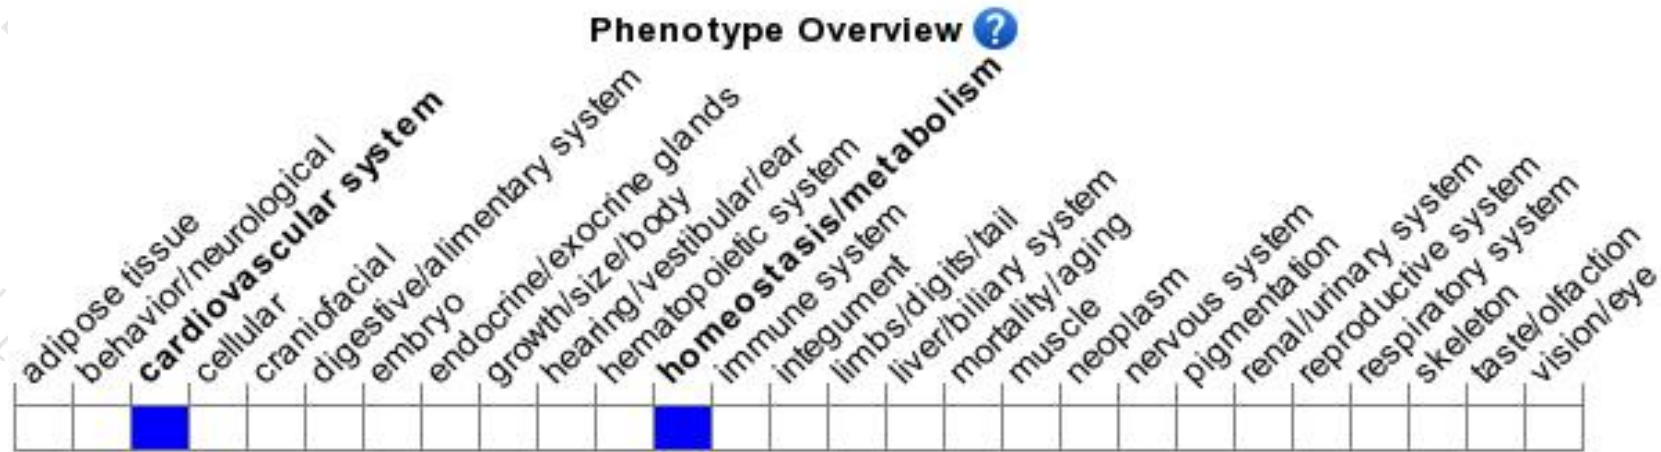 Phenotype Overview ?
adipose tissue
behavior/neurological
cardiovascular system
cellular
craniofacial
digestive/alimentary system
embryo
endocrine/exocrine glands
growth/size/body
hearing/vestibular/ear
hematopoietic system
homeostasis/metabolism
immune system
integument
limbs/digits/tail
liver/biliary system
mortality/aging
muscle
neoplasm
nervous system
pigmentation
renal/urinary system
reproductive system
respiratory system
skeleton
taste/olfaction
vision/eye